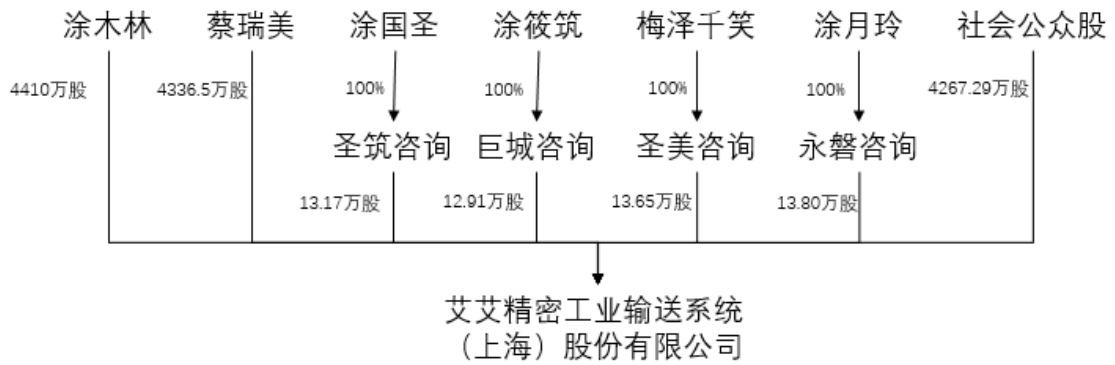 涂木林 蔡瑞美 涂国圣 涂筱筑 梅泽千笑 涂月玲 社会公众股
4410万股 4336.5万股 100% 100% 100% 100% 4267.29万股
圣筑咨询 巨城咨询 圣美咨询 永磐咨询
13.17万股 12.91万股 13.65万股 13.80万股
艾艾精密工业输送系统
（上海）股份有限公司